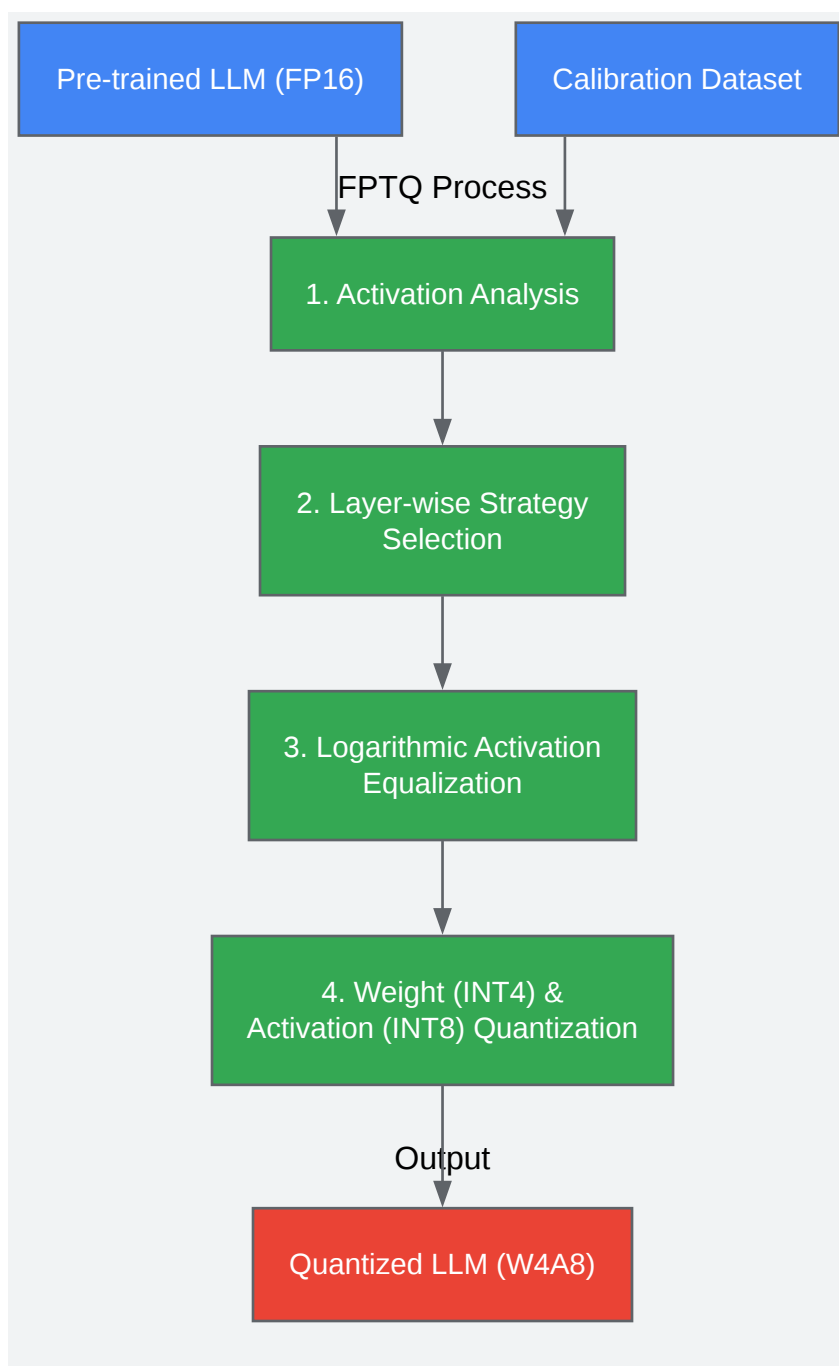 Pre-trained LLM (FP16)
Calibration Dataset
FPTQ Process
1. Activation Analysis
2. Layer-wise Strategy
Selection
3. Logarithmic Activation
Equalization
4. Weight (INT4) &
Activation (INT8) Quantization
Output
Quantized LLM (W4A8)